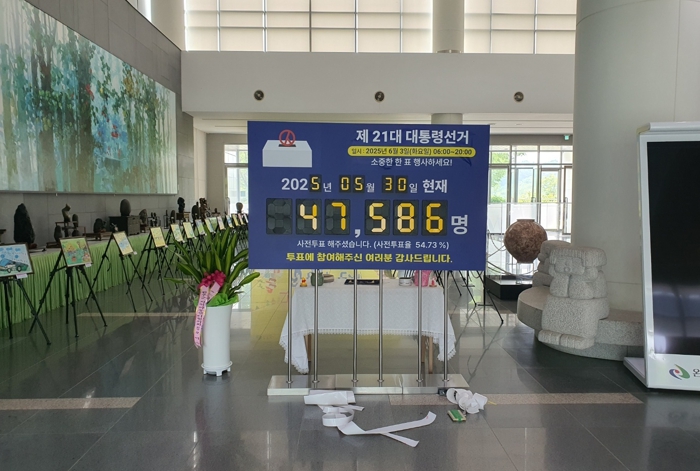 제 21대 대통령선거
일시 : 2025년 6월 3일(화요일) 06:00~20:00
소중한 한 표 행사하세요!
2025년 05월 30일 현재
47,586명
사전투표 해주셨습니다. (사전투표율 54.73 %)
투표에 참여해주신 여러분 감사드립니다.